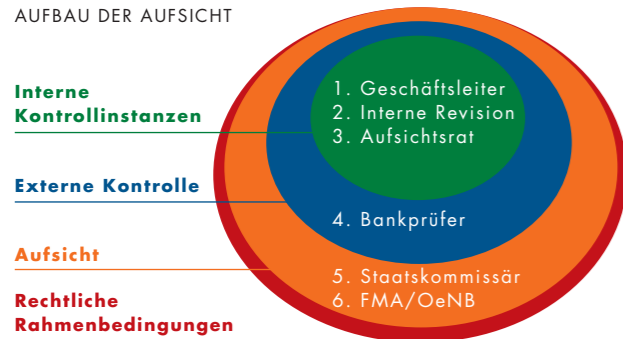 AUFBAU DER AUFSICHT
Interne
Kontrollinstanzen
1. Geschäftsleiter
2. Interne Revision
3. Aufsichtsrat
Externe Kontrolle
4. Bankprüfer
Aufsicht
5. Staatskommissär
6. FMA/OeNB
Rechtliche
Rahmenbedingungen